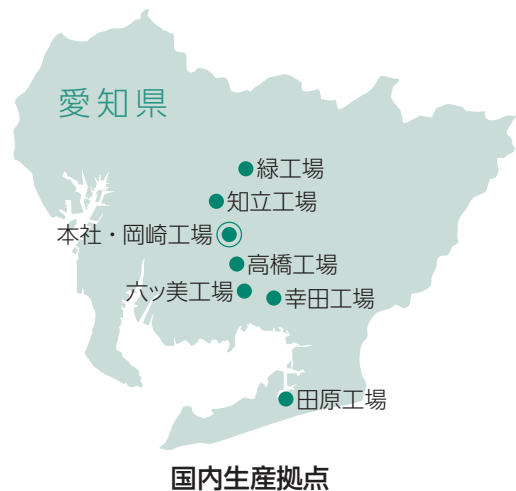 愛知県
緑工場
知立工場
本社・岡崎工場
高橋工場
六ッ美工場
幸田工場
田原工場
国内生産拠点